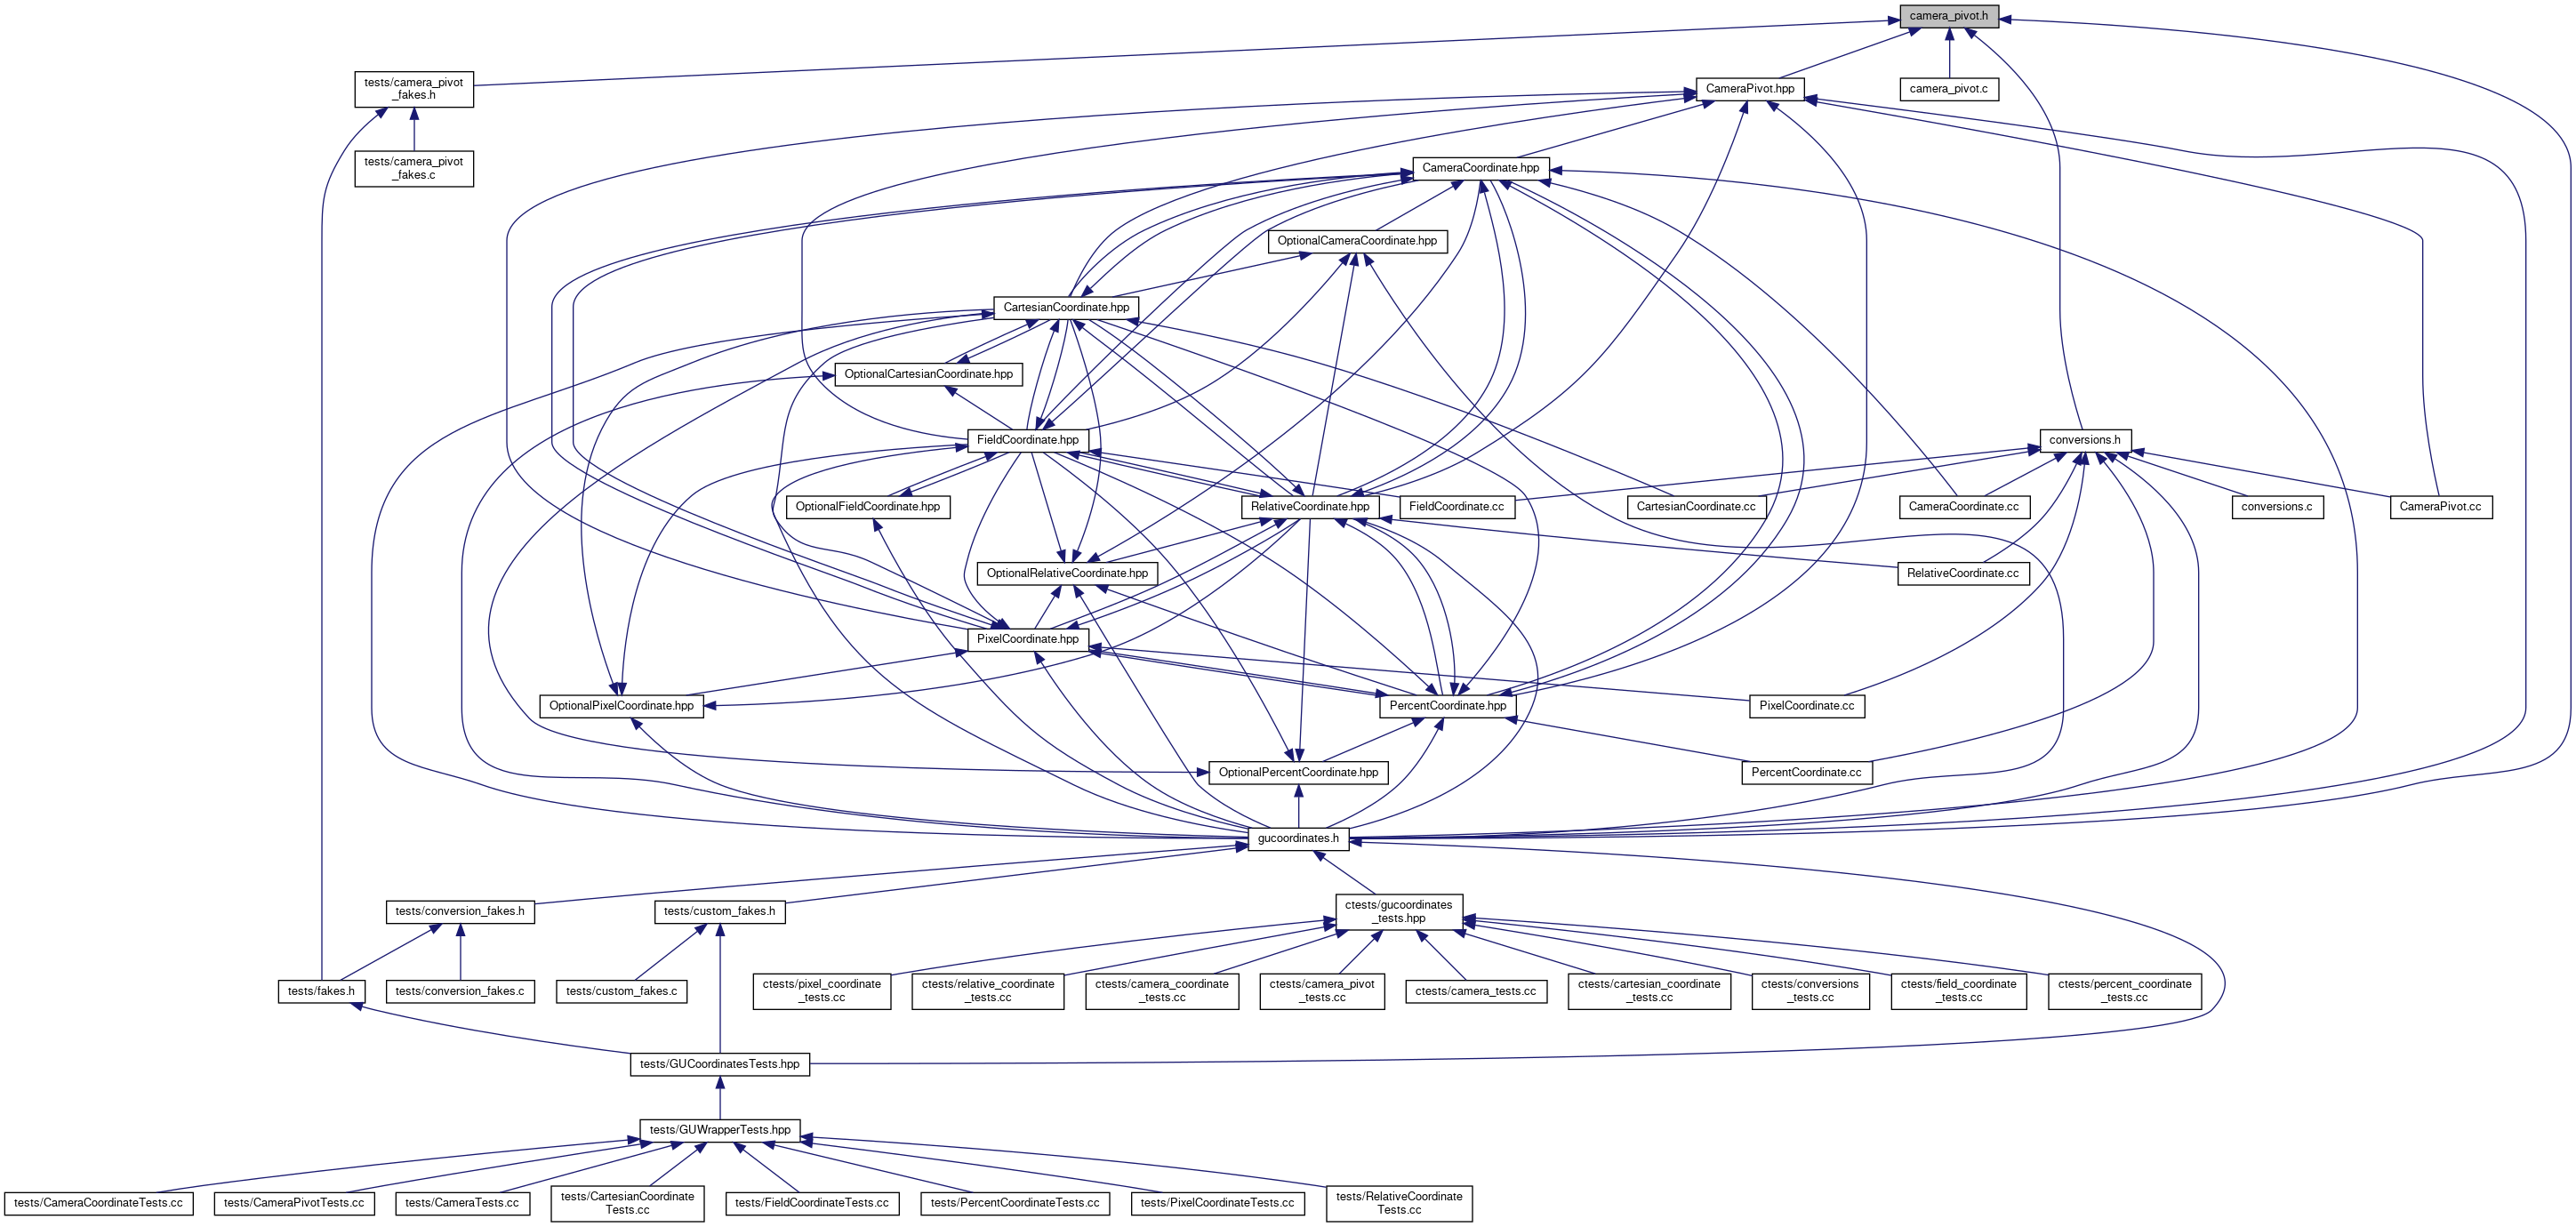 camera_pivot.h
tests/camera_pivot
_fakes.h
CameraPivot.hpp
camera_pivot.c
tests/camera_pivot
_fakes.c
CameraCoordinate.hpp
OptionalCameraCoordinate.hpp
CartesianCoordinate.hpp
OptionalCartesianCoordinate.hpp
FieldCoordinate.hpp
conversions.h
OptionalFieldCoordinate.hpp
RelativeCoordinate.hpp
FieldCoordinate.cc
CartesianCoordinate.cc
CameraCoordinate.cc
conversions.c
CameraPivot.cc
OptionalRelativeCoordinate.hpp
RelativeCoordinate.cc
PixelCoordinate.hpp
OptionalPixelCoordinate.hpp
PercentCoordinate.hpp
PixelCoordinate.cc
OptionalPercentCoordinate.hpp
PercentCoordinate.cc
gucoordinates.h
tests/conversion_fakes.h
tests/custom_fakes.h
ctests/gucoordinates
_tests.hpp
tests/fakes.h
tests/conversion_fakes.c
tests/custom_fakes.c
ctests/pixel_coordinate
_tests.cc
ctests/relative_coordinate
_tests.cc
ctests/camera_coordinate
_tests.cc
ctests/camera_pivot
_tests.cc
ctests/camera_tests.cc
ctests/cartesian_coordinate
_tests.cc
ctests/conversions
_tests.cc
ctests/field_coordinate
_tests.cc
ctests/percent_coordinate
_tests.cc
tests/GUCoordinatesTests.hpp
tests/GUWrapperTests.hpp
tests/CameraCoordinateTests.cc
tests/CameraPivotTests.cc
tests/CameraTests.cc
tests/CartesianCoordinate
Tests.cc
tests/FieldCoordinateTests.cc
tests/PercentCoordinateTests.cc
tests/PixelCoordinateTests.cc
tests/RelativeCoordinate
Tests.cc